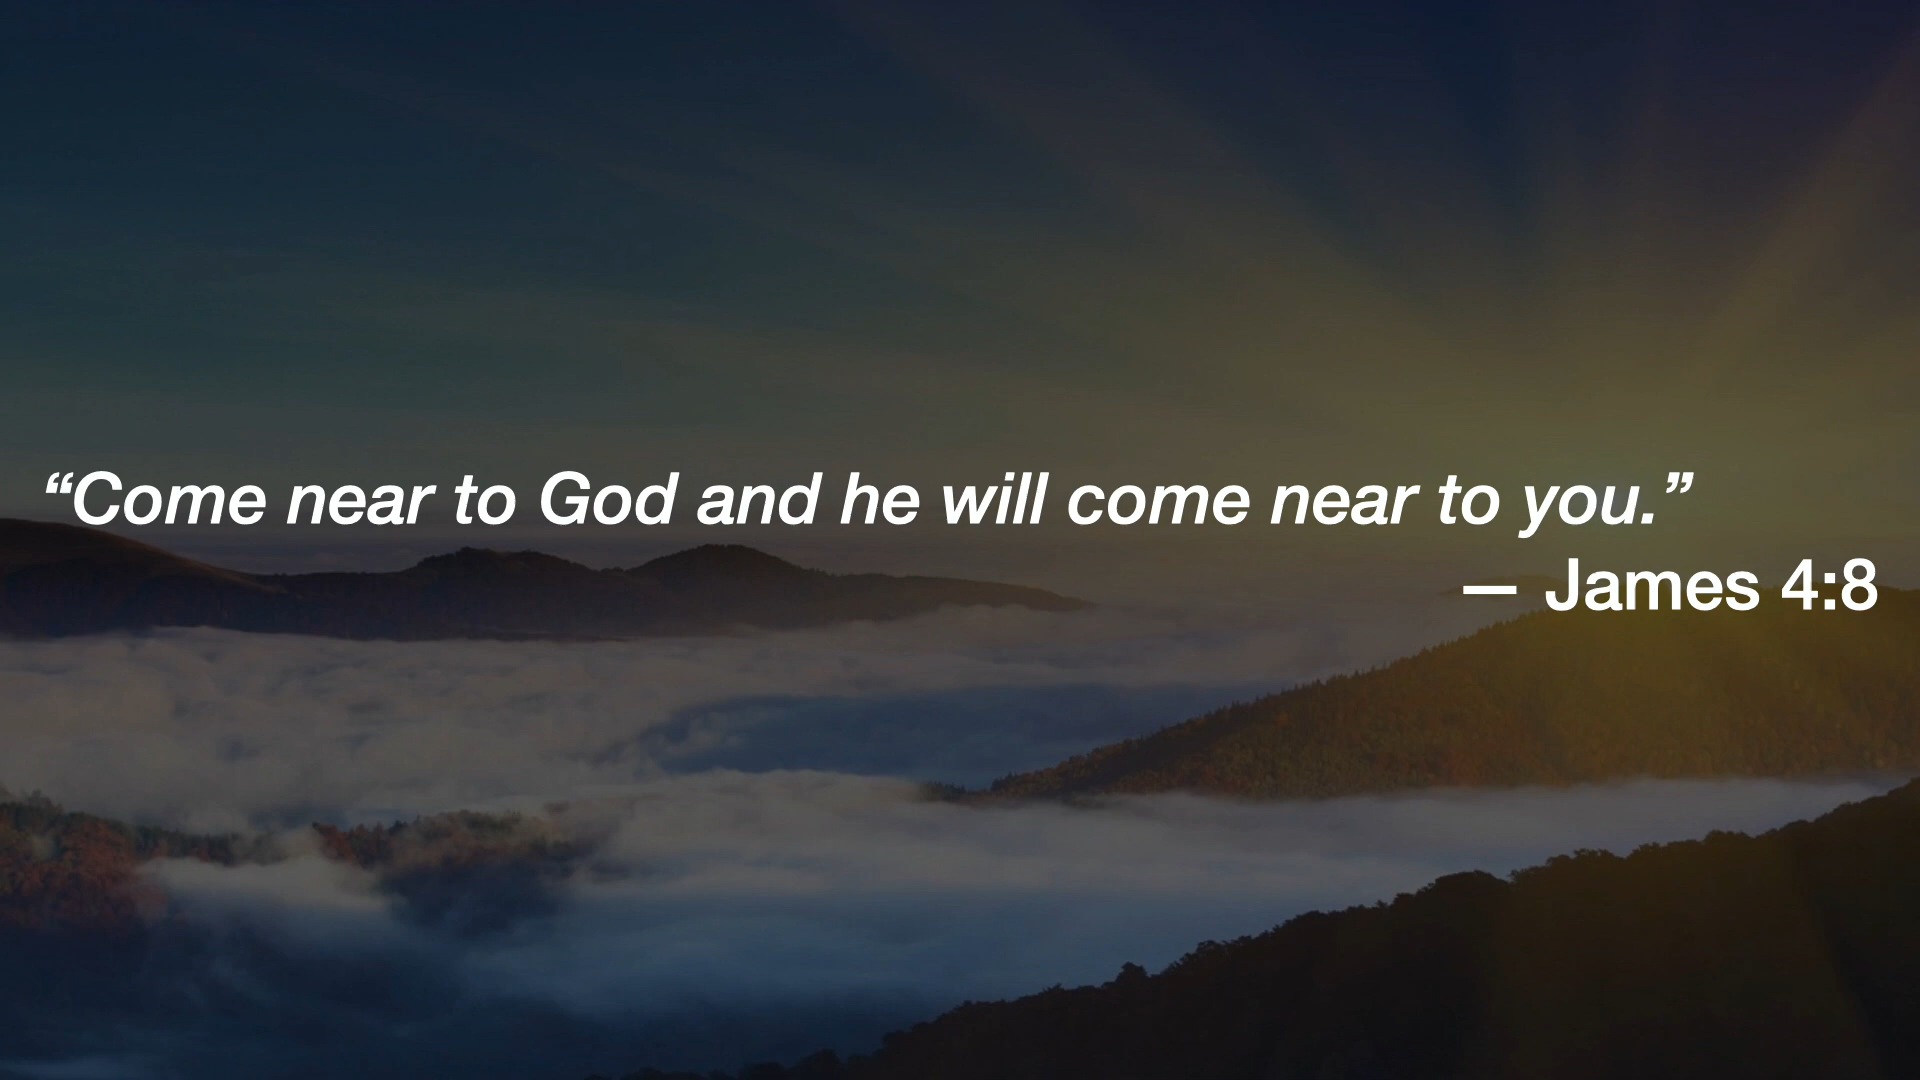 “Come near to God and he will come near to you.”
— James 4:8